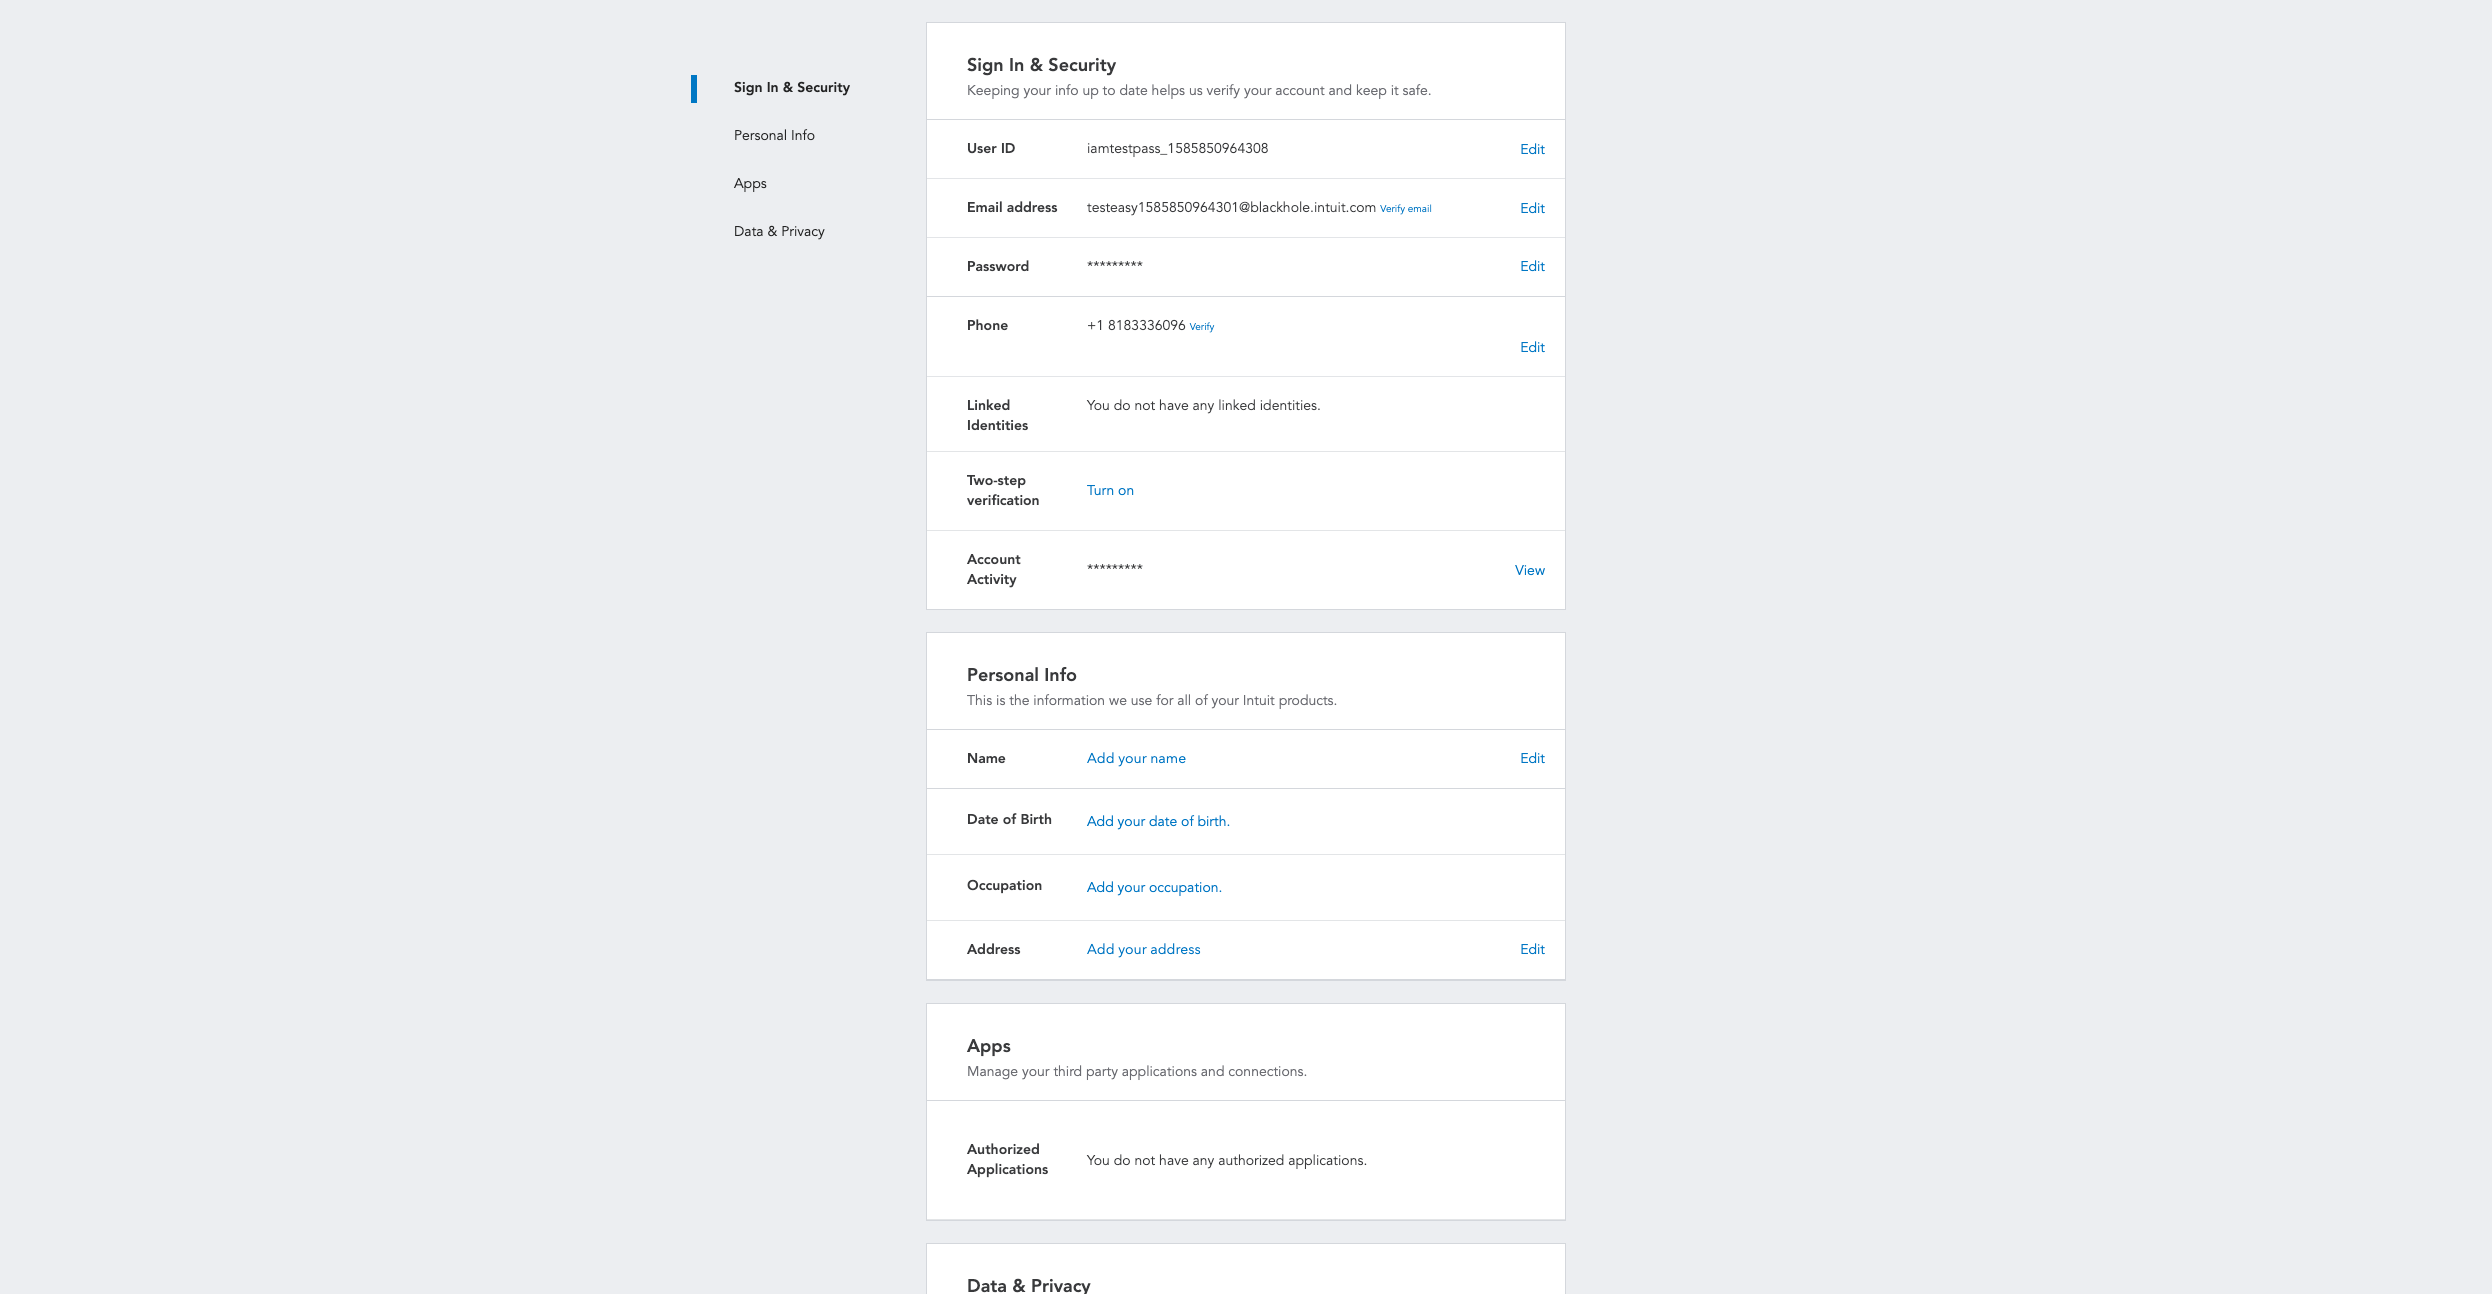 Sign In & Security
Personal Info
Apps
Data & Privacy
Sign In & Security
Keeping your info up to date helps us verify your account and keep it safe.
User ID iamtestpass_1585850964308 Edit
Email address testeasy1585850964301@blackhole.intuit.com Verify email Edit
Password ********* Edit
Phone +1 8183336096 Verify
Edit
Linked
Identities
You do not have any linked identities.
Two-step
verification
Turn on
Account
Activity
********* View
Personal Info
This is the information we use for all of your Intuit products.
Name Add your name Edit
Date of Birth Add your date of birth.
Occupation Add your occupation.
Address Add your address Edit
Apps
Manage your third party applications and connections.
Authorized
Applications
You do not have any authorized applications.
Data & Privacy